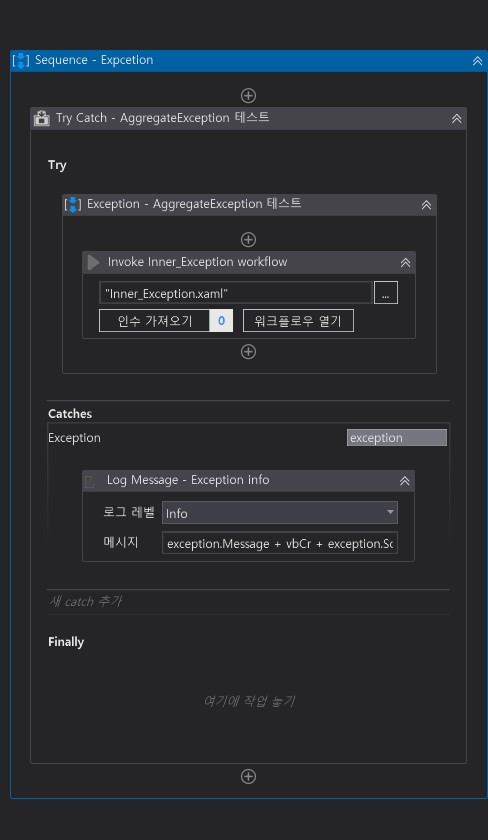 Sequence - Expcetion
Try Catch - AggregateException 테스트
Try
Exception - AggregateException 테스트
Invoke Inner_Exception workflow
"Inner_Exception.xaml" ...
인수 가져오기 0 워크플로우 열기
Catches
Exception exception
Log Message - Exception info
로그 레벨 Info
메시지 exception.Message + vbCr + exception.Sc
새 catch 추가
Finally
여기에 작업 놓기